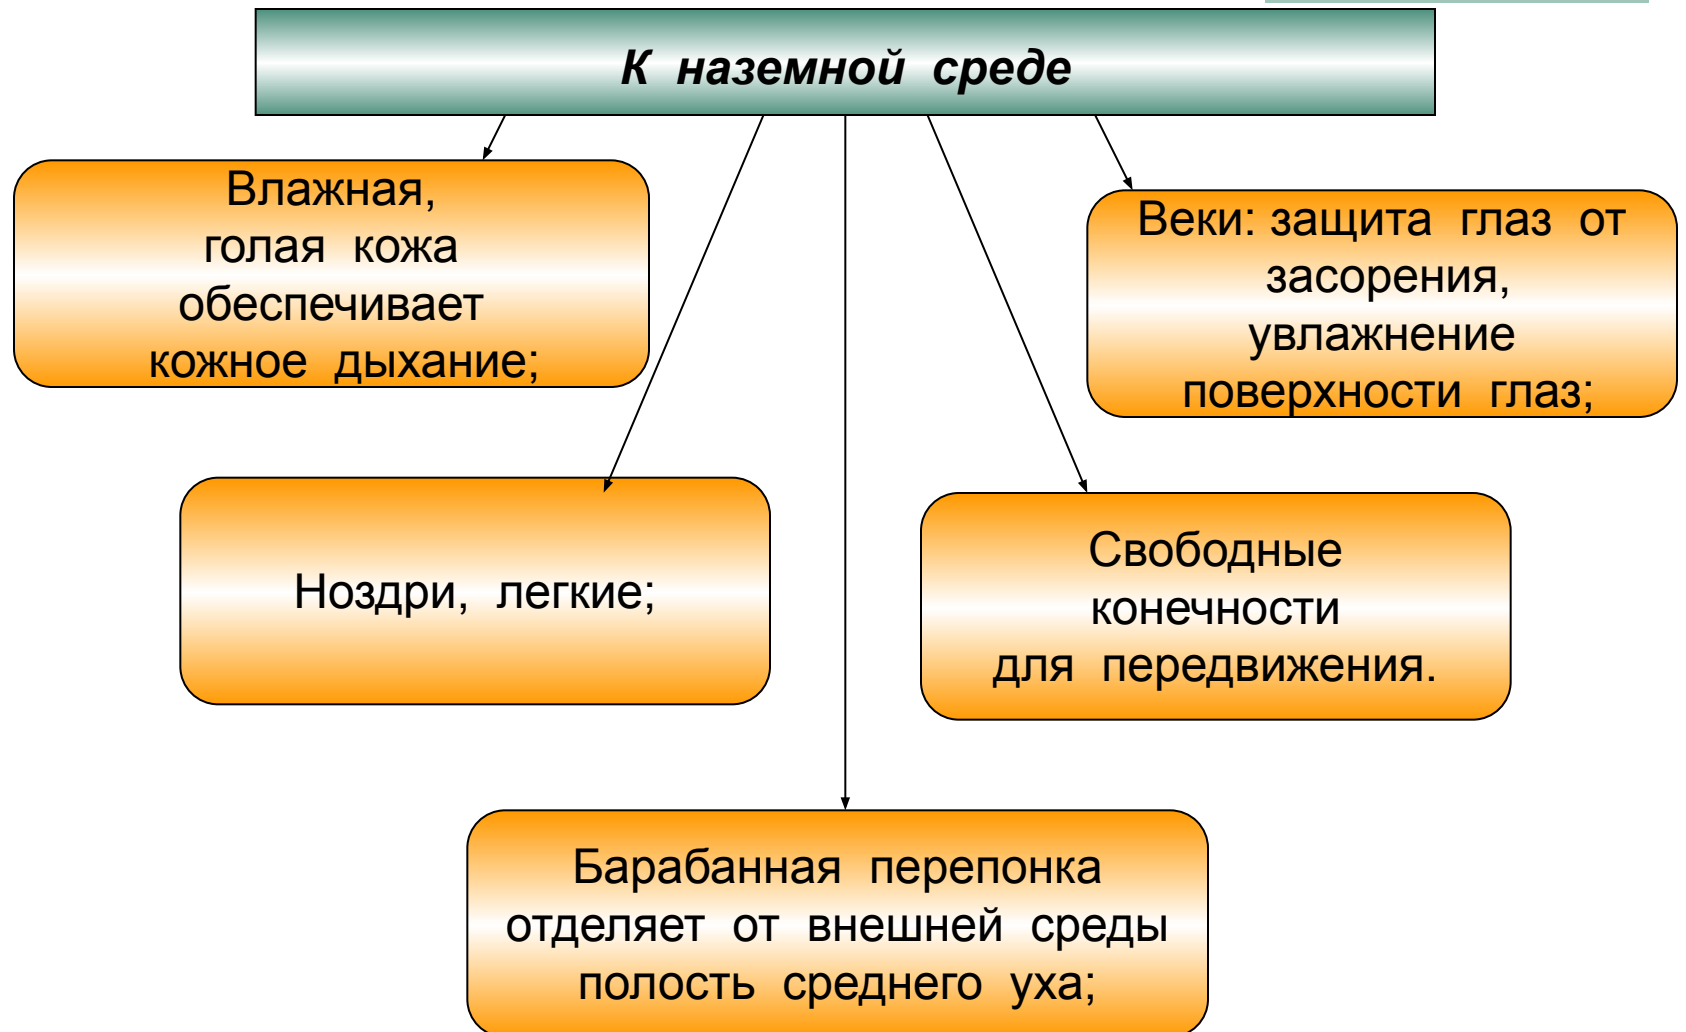 К наземной среде
Влажная,
голая кожа
обеспечивает
кожное дыхание;
Веки: защита глаз от
засорения,
увлажнение
поверхности глаз;
Ноздри, легкие;
Свободные
конечности
для передвижения.
Барабанная перепонка
отделяет от внешней среды
полость среднего уха;